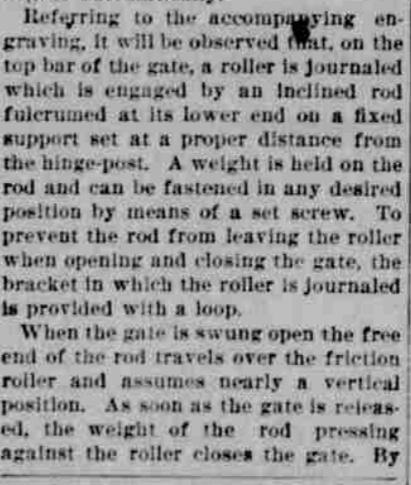 Referring to the accompanying en-
graving, it will be observed that, on the
top bar of the gate, a roller is journaled
which is engaged by an inclined rod
fulcrumed at its lower end on a fixed
support set at a proper distance from
the hinge-post. A weight is held on the
rod and can be fastened in any desired
position by means of a set screw. To
prevent the rod from leaving the roller
when opening and closing the gate, the
bracket in which the roller is journaled
is provided with a loop.
When the gate is swung open the free
end of the rod travels over the friction
roller and assumes nearly a vertical
position. As soon as the gate is releas-
ed, the weight of the rod pressing
against the roller closes the gate. By